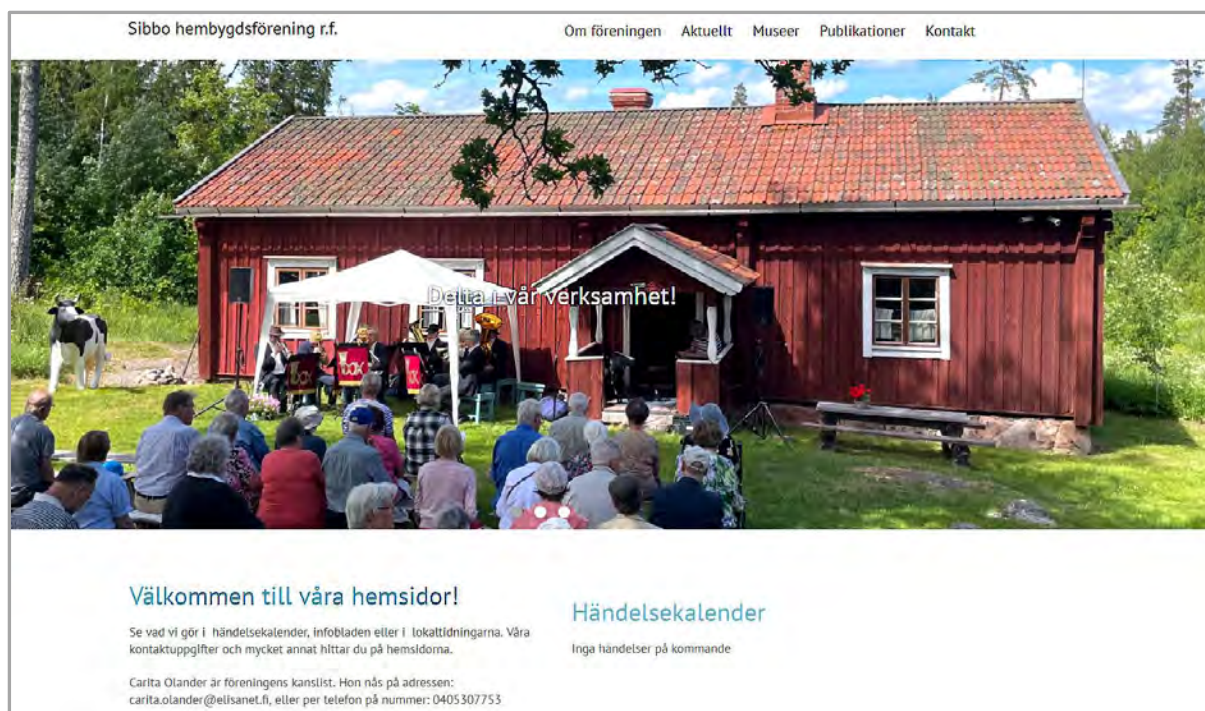 Sibbo hembygdsförening r.f.
Om föreningen Aktuellt Museer Publikationer Kontakt
Delta i vår verksamhet!
BOK
Välkommen till våra hemsidor!
Se vad vi gör i händelsekalender, infobladen eller i lokaltidningarna. Våra
kontaktuppgifter och mycket annat hittar du på hemsidorna.
Carita Olander är föreningens kanslist. Hon nås på adressen:
carita.olander@elisanet.fi, eller per telefon på nummer: 0405307753
Händelsekalender
Inga händelser på kommande